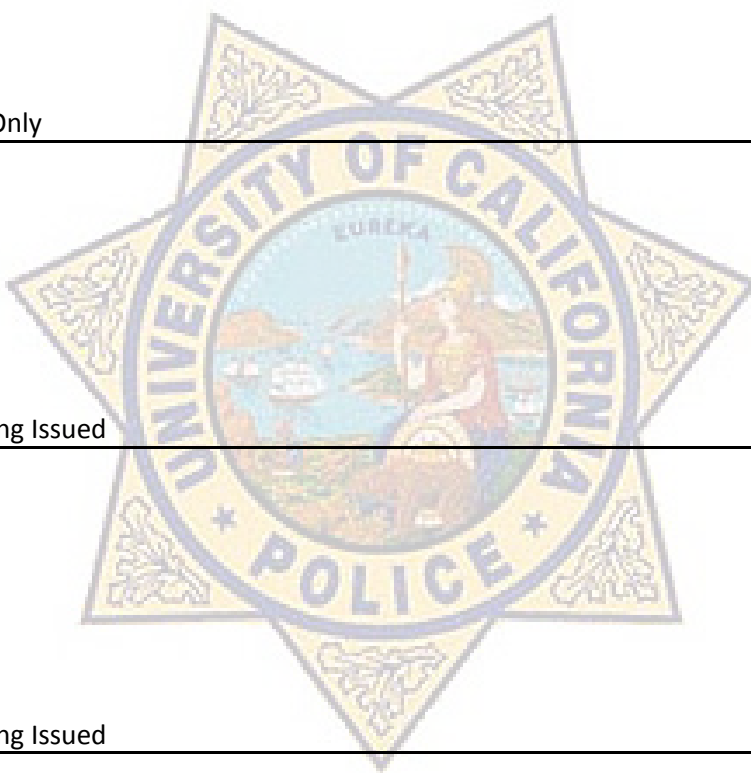 Only
UNIVERSITY OF CALIFORNIA
EUREKA
ng Issued
POLICE
ng Issued